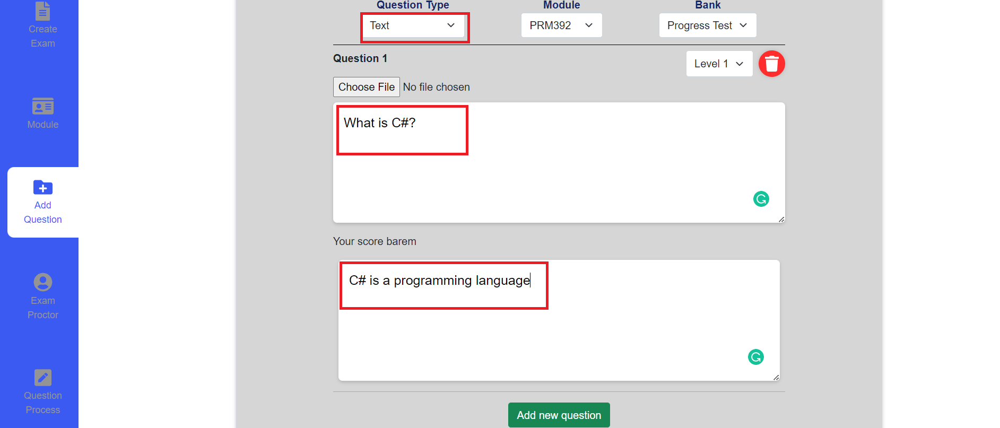 Create
Exam
Module
Add
Question
Exam
Proctor
Question
Process
Question Type
Module
Bank
Text
PRM392
Progress Test
Question 1
Level 1
Choose File No file chosen
What is C#?
Your score barem
C# is a programming language
Add new question